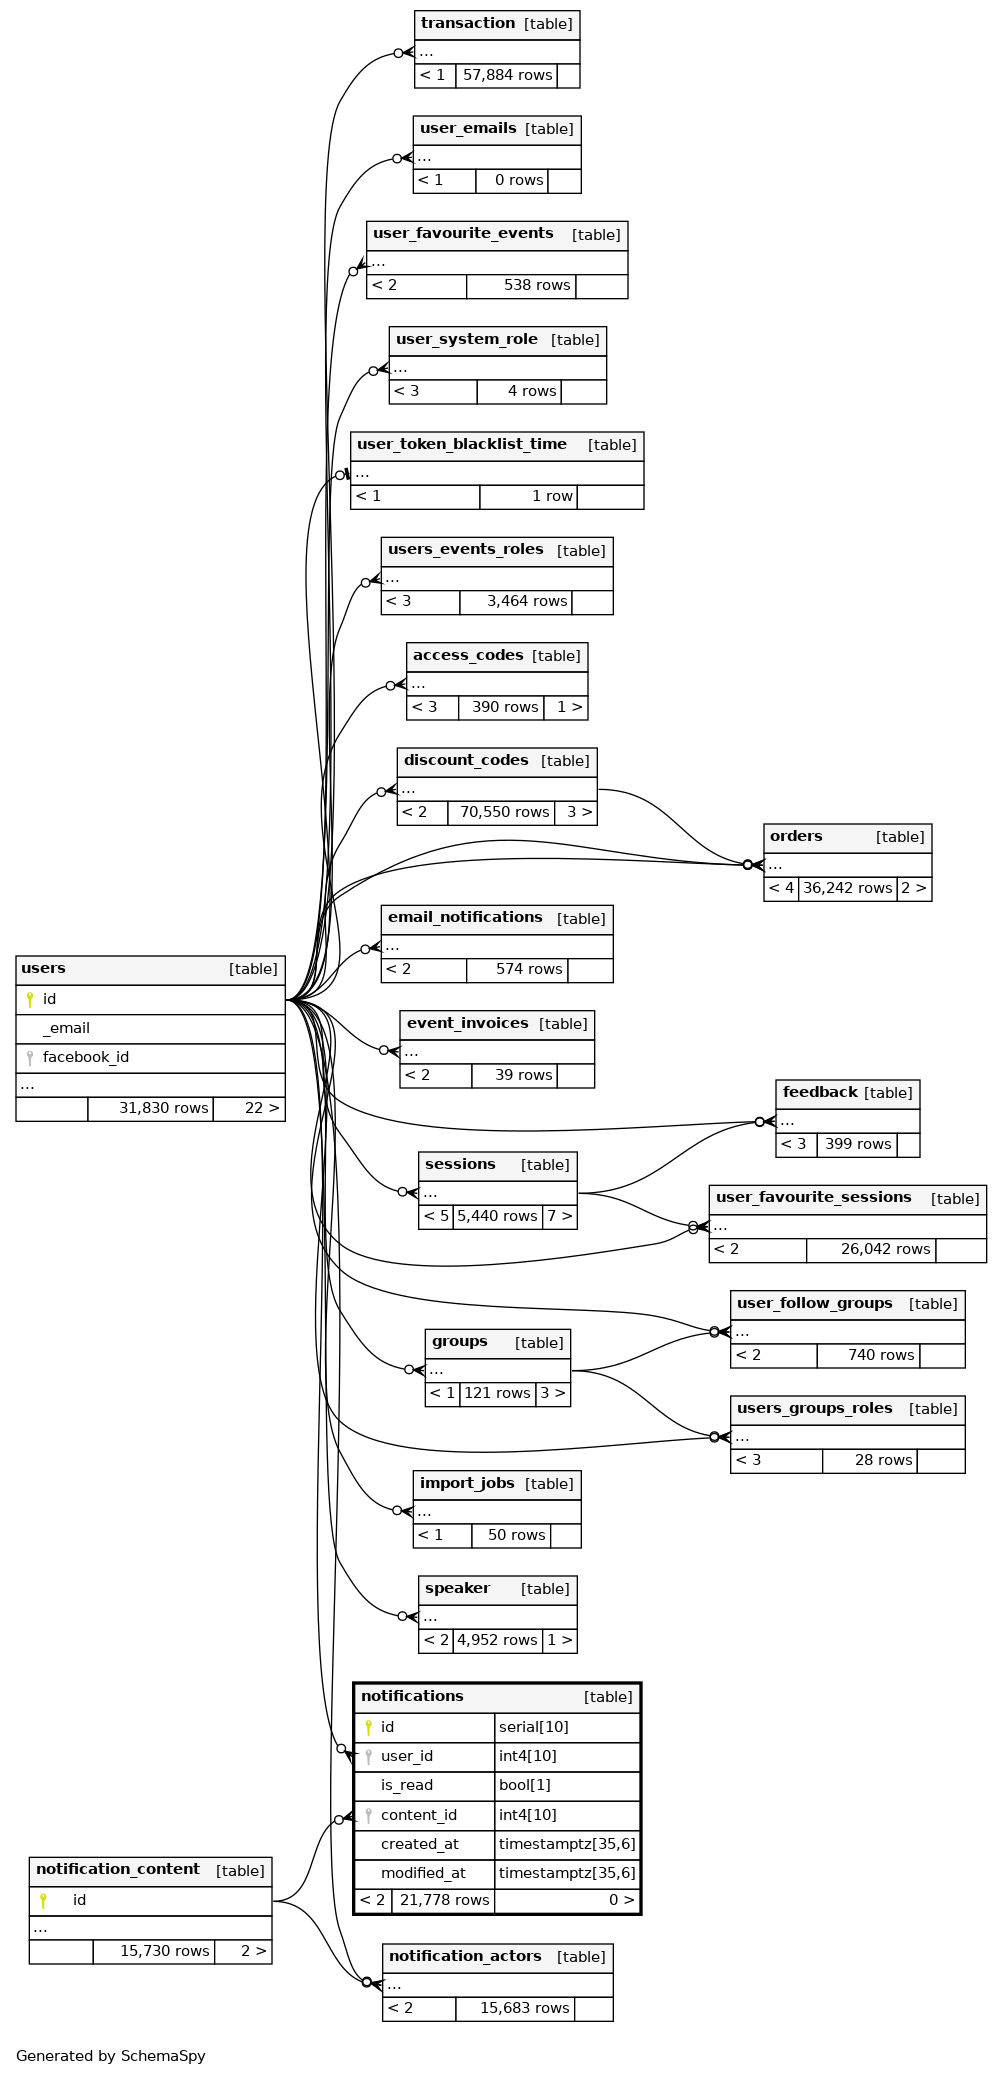 transaction [table]
...
< 1 57,884 rows
user_emails [table]
...
< 1 0 rows
user_favourite_events [table]
...
< 2 538 rows
user_system_role [table]
...
< 3 4 rows
user_token_blacklist_time [table]
...
< 1 1 row
users_events_roles [table]
...
< 3 3,464 rows
access_codes [table]
...
< 3 390 rows 1 >
discount_codes [table]
...
< 2 70,550 rows 3 >
orders [table]
...
< 4 36,242 rows 2 >
email_notifications [table]
...
< 2 574 rows
users [table]
id
_email
facebook_id
...
31,830 rows 22 >
event_invoices [table]
...
< 2 39 rows
feedback [table]
...
< 3 399 rows
sessions [table]
...
< 5 5,440 rows 7 >
user_favourite_sessions [table]
...
< 2 26,042 rows
user_follow_groups [table]
...
< 2 740 rows
groups [table]
...
< 1 121 rows 3 >
users_groups_roles [table]
...
< 3 28 rows
import_jobs [table]
...
< 1 50 rows
speaker [table]
...
< 2 4,952 rows 1 >
notifications [table]
id serial[10]
user_id int4[10]
is_read bool[1]
content_id int4[10]
created_at timestamptz[35,6]
modified_at timestamptz[35,6]
< 2 21,778 rows 0 >
notification_content [table]
id
...
15,730 rows 2 >
notification_actors [table]
...
< 2 15,683 rows
Generated by SchemaSpy